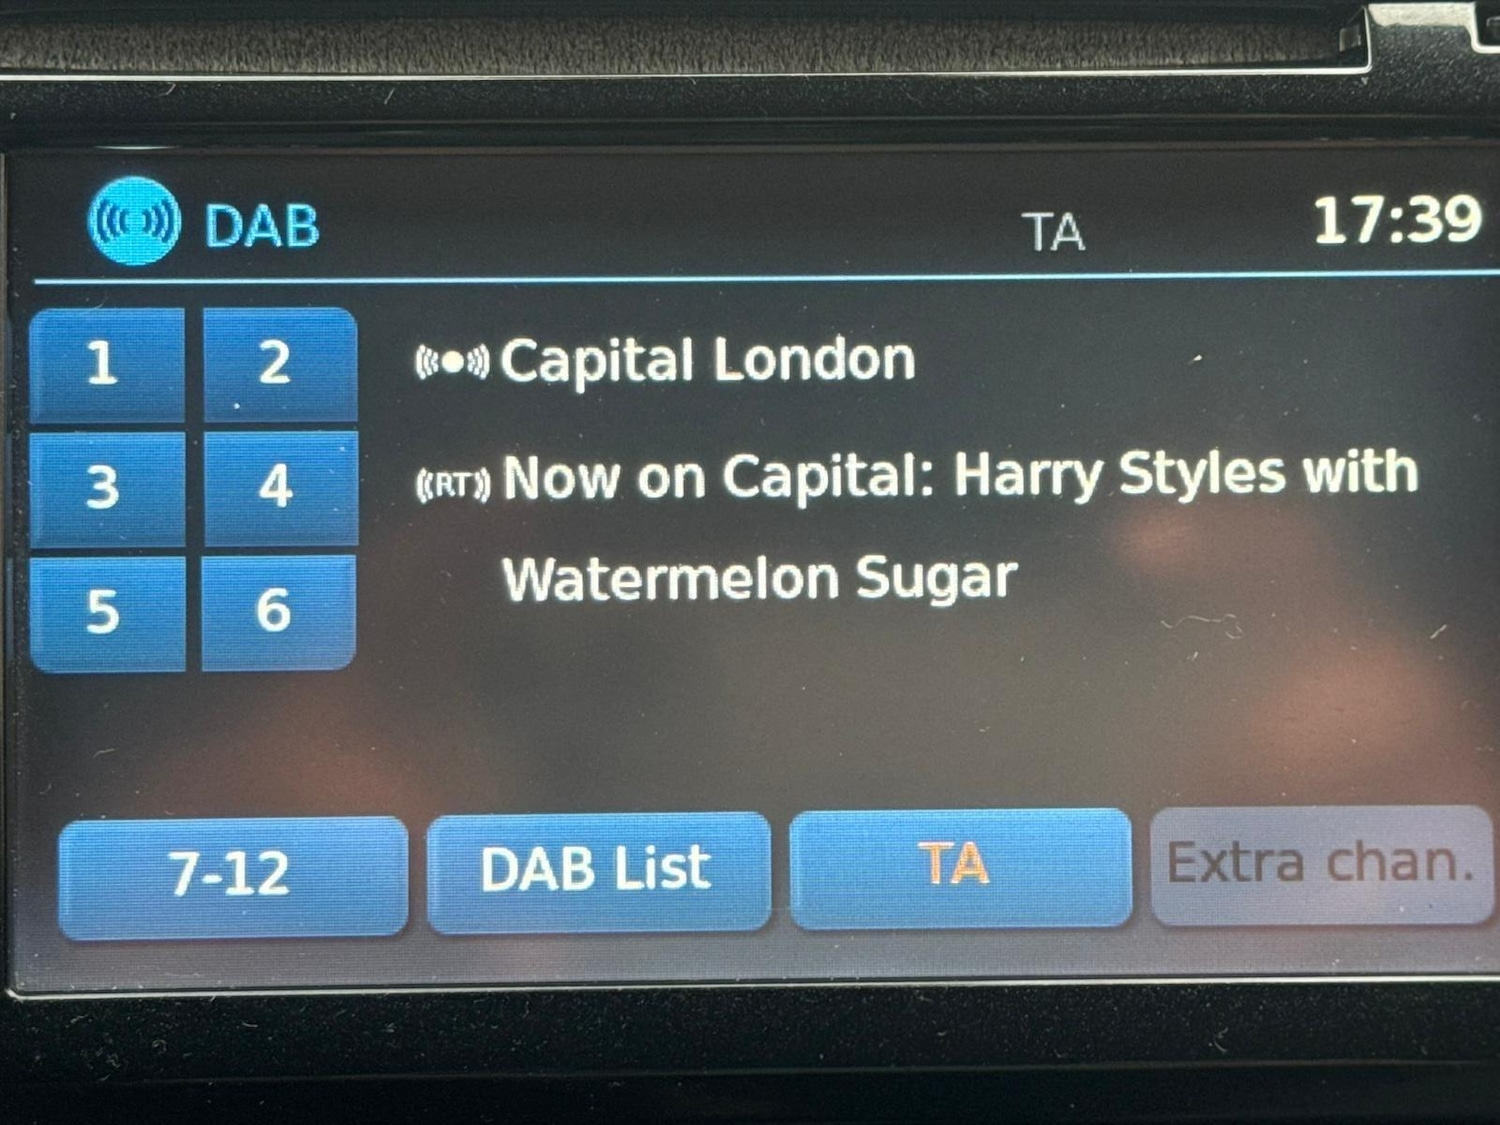 DAB TA 17:39
1 2
Capital London
3 4
RT Now on Capital: Harry Styles with
Watermelon Sugar
5 6
7-12 DAB List TA Extra chan.